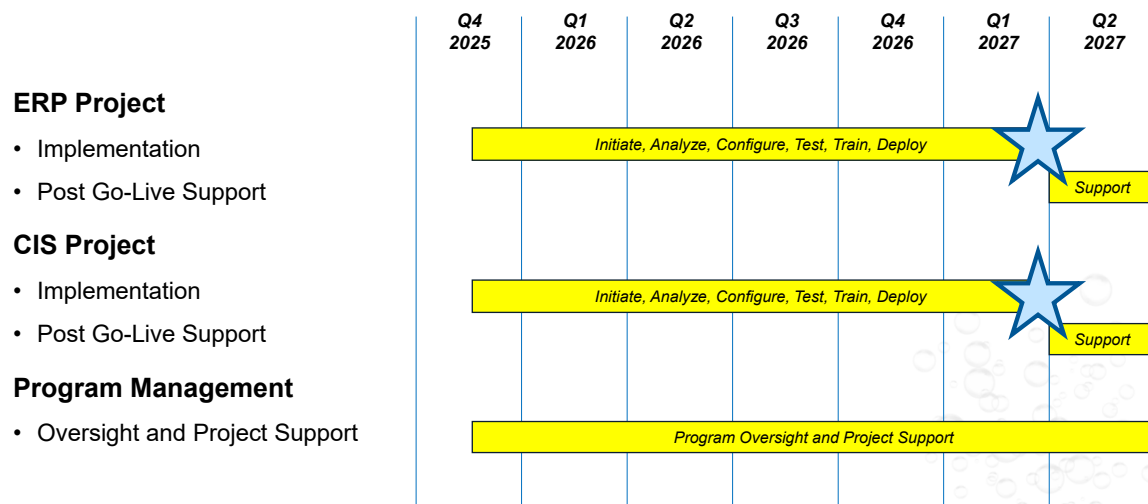 Q4 Q1 Q2 Q3 Q4 Q1 Q2
2025 2026 2026 2026 2026 2027 2027
ERP Project
• Implementation
Initiate, Analyze, Configure, Test, Train, Deploy
• Post Go-Live Support
Support
CIS Project
• Implementation
Initiate, Analyze, Configure, Test, Train, Deploy
• Post Go-Live Support
Support
Program Management
• Oversight and Project Support
Program Oversight and Project Support